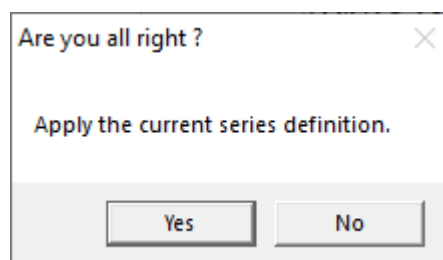 Are you all right ?
Apply the current series definition.
Yes
No